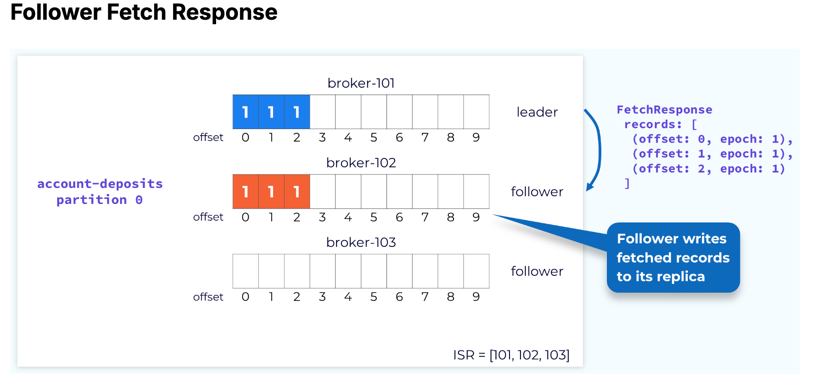 Follower Fetch Response
broker-101
1 1 1
leader
offset 0 1 2 3 4 5 6 7 8 9
broker-102
account-deposits
partition 0
1 1 1
follower
offset 0 1 2 3 4 5 6 7 8 9
broker-103
follower
offset 0 1 2 3 4 5 6 7 8 9
ISR = [101, 102, 103]
FetchResponse
records: [
(offset: 0, epoch: 1),
(offset: 1, epoch: 1),
(offset: 2, epoch: 1)
]
Follower writes
fetched records
to its replica